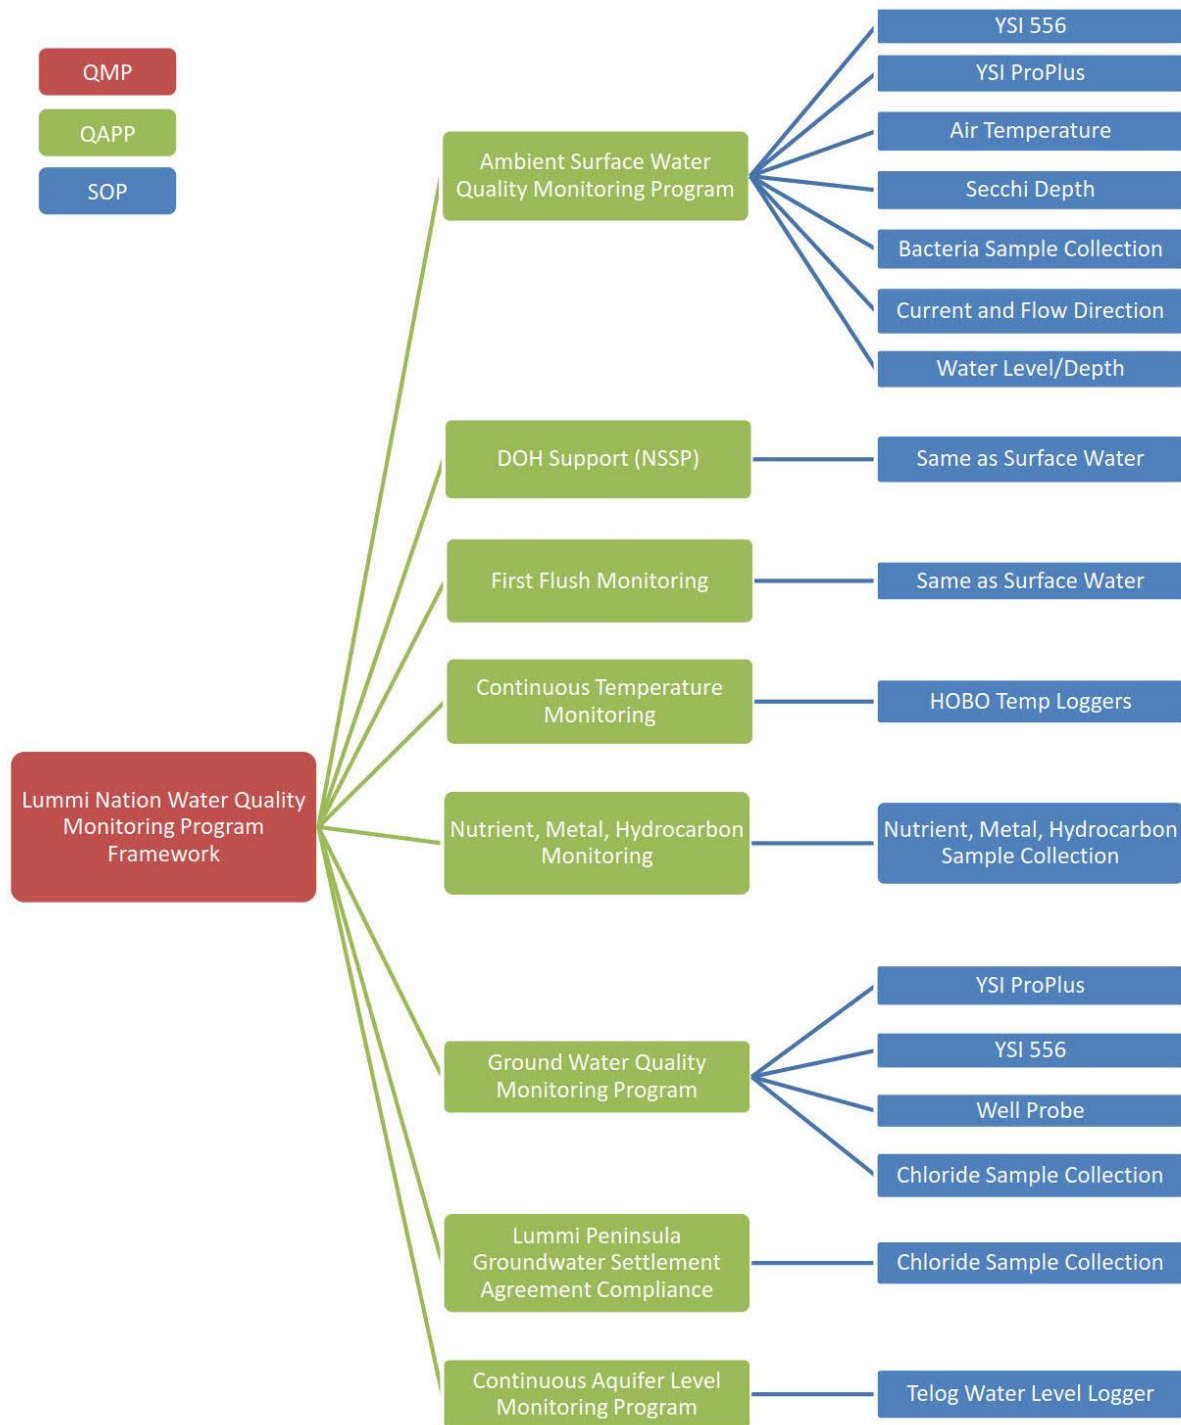 QMP
QAPP
SOP
Lummi Nation Water Quality
Monitoring Program
Framework
Ambient Surface Water
Quality Monitoring Program
YSI 556
YSI ProPlus
Air Temperature
Secchi Depth
Bacteria Sample Collection
Current and Flow Direction
Water Level/Depth
DOH Support (NSSP)
Same as Surface Water
First Flush Monitoring
Same as Surface Water
Continuous Temperature
Monitoring
HOBO Temp Loggers
Nutrient, Metal, Hydrocarbon
Monitoring
Nutrient, Metal, Hydrocarbon
Sample Collection
Ground Water Quality
Monitoring Program
YSI ProPlus
YSI 556
Well Probe
Chloride Sample Collection
Lummi Peninsula
Groundwater Settlement
Agreement Compliance
Chloride Sample Collection
Continuous Aquifer Level
Monitoring Program
Telog Water Level Logger